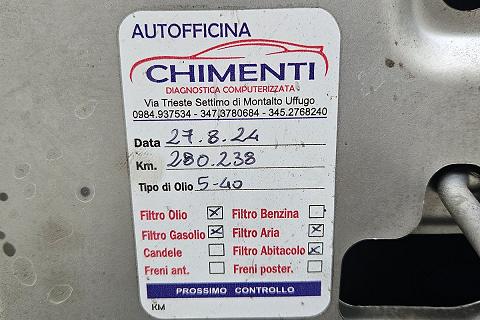 AUTOFFICINA
CHIMENTI
DIAGNOSTICA COMPUTERIZZATA
Via Trieste Settimo di Montalto Uffugo
0984.937534 - 347.3780684 - 345.2768240
Data 27.8.24
Km. 280.238
Tipo di Olio 5-40
Filtro Olio Filtro Benzina
Filtro Gasolio Filtro Aria
Candele Filtro Abitacolo
Freni ant. Freni poster.
PROSSIMO CONTROLLO
KM